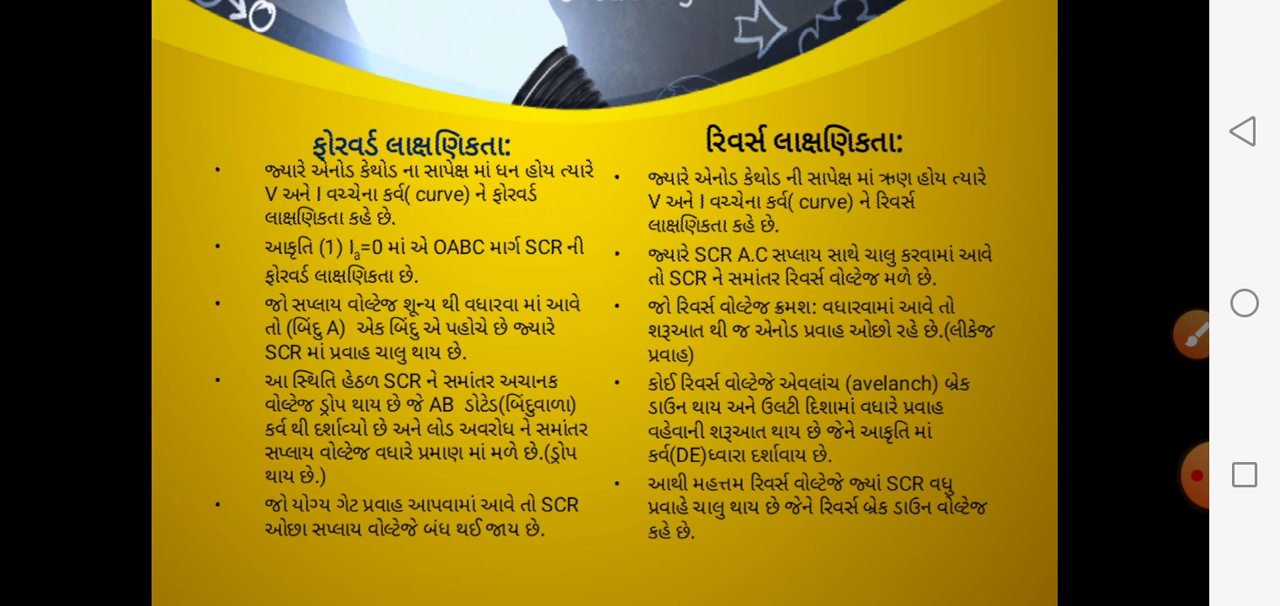 ફોરવર્ડ લાક્ષણિકતા:
• જ્યારે એનોડ કેથોડ ના સાપેક્ષ માં ધન હોય ત્યારે
V અને I વચ્ચેના કર્વ( curve) ને ફોરવર્ડ
લાક્ષણિકતા કહે છે.
• આકૃતિ (1) Ia=0 માં એ OABC માર્ગ SCR ની
ફોરવર્ડ લાક્ષણિકતા છે.
• જો સપ્લાય વોલ્ટેજ શૂન્ય થી વધારવા માં આવે
તો (બિંદુ A) એક બિંદુ એ પહોચે છે જ્યારે
SCR માં પ્રવાહ ચાલુ થાય છે.
• આ સ્થિતિ હેઠળ SCR ને સમાંતર અચાનક
વોલ્ટેજ ડ્રોપ થાય છે જે AB ડોટેડ(બિંદુવાળા)
કર્વ થી દર્શાવ્યો છે અને લોડ અવરોધ ને સમાંતર
સપ્લાય વોલ્ટેજ વધારે પ્રમાણ માં મળે છે.(ડ્રોપ
થાય છે.)
• જો યોગ્ય ગેટ પ્રવાહ આપવામાં આવે તો SCR
ઓછા સપ્લાય વોલ્ટેજે બંધ થઈ જાય છે.
રિવર્સ લાક્ષણિકતા:
• જ્યારે એનોડ કેથોડ ની સાપેક્ષ માં ઋણ હોય ત્યારે
V અને I વચ્ચેના કર્વ( curve) ને રિવર્સ
લાક્ષણિકતા કહે છે.
• જ્યારે SCR A.C સપ્લાય સાથે ચાલુ કરવામાં આવે
તો SCR ને સમાંતર રિવર્સ વોલ્ટેજ મળે છે.
• જો રિવર્સ વોલ્ટેજ ક્રમશ: વધારવામાં આવે તો
શરૂઆત થી જ એનોડ પ્રવાહ ઓછો રહે છે.(લીકેજ
પ્રવાહ)
• કોઈ રિવર્સ વોલ્ટેજે એવલાંચ (avelanch) બ્રેક
ડાઉન થાય અને ઉલટી દિશામાં વધારે પ્રવાહ
વહેવાની શરૂઆત થાય છે જેને આકૃતિ માં
કર્વ(DE)ધ્વારા દર્શાવાય છે.
• આથી મહત્તમ રિવર્સ વોલ્ટેજે જ્યાં SCR વધુ
પ્રવાહે ચાલુ થાય છે જેને રિવર્સ બ્રેક ડાઉન વોલ્ટેજ
કહે છે.